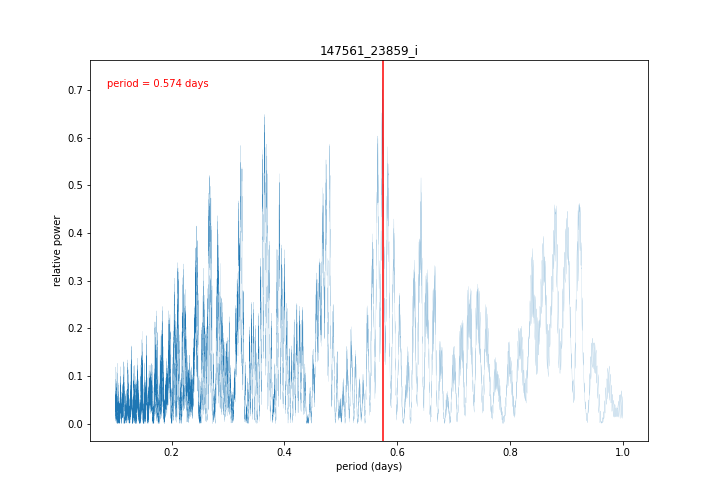 147561_23859_i
period = 0.574 days
relative power
0.7
0.6
0.5
0.4
0.3
0.2
0.1
0.0
0.2 0.4 0.6 0.8 1.0
period (days)